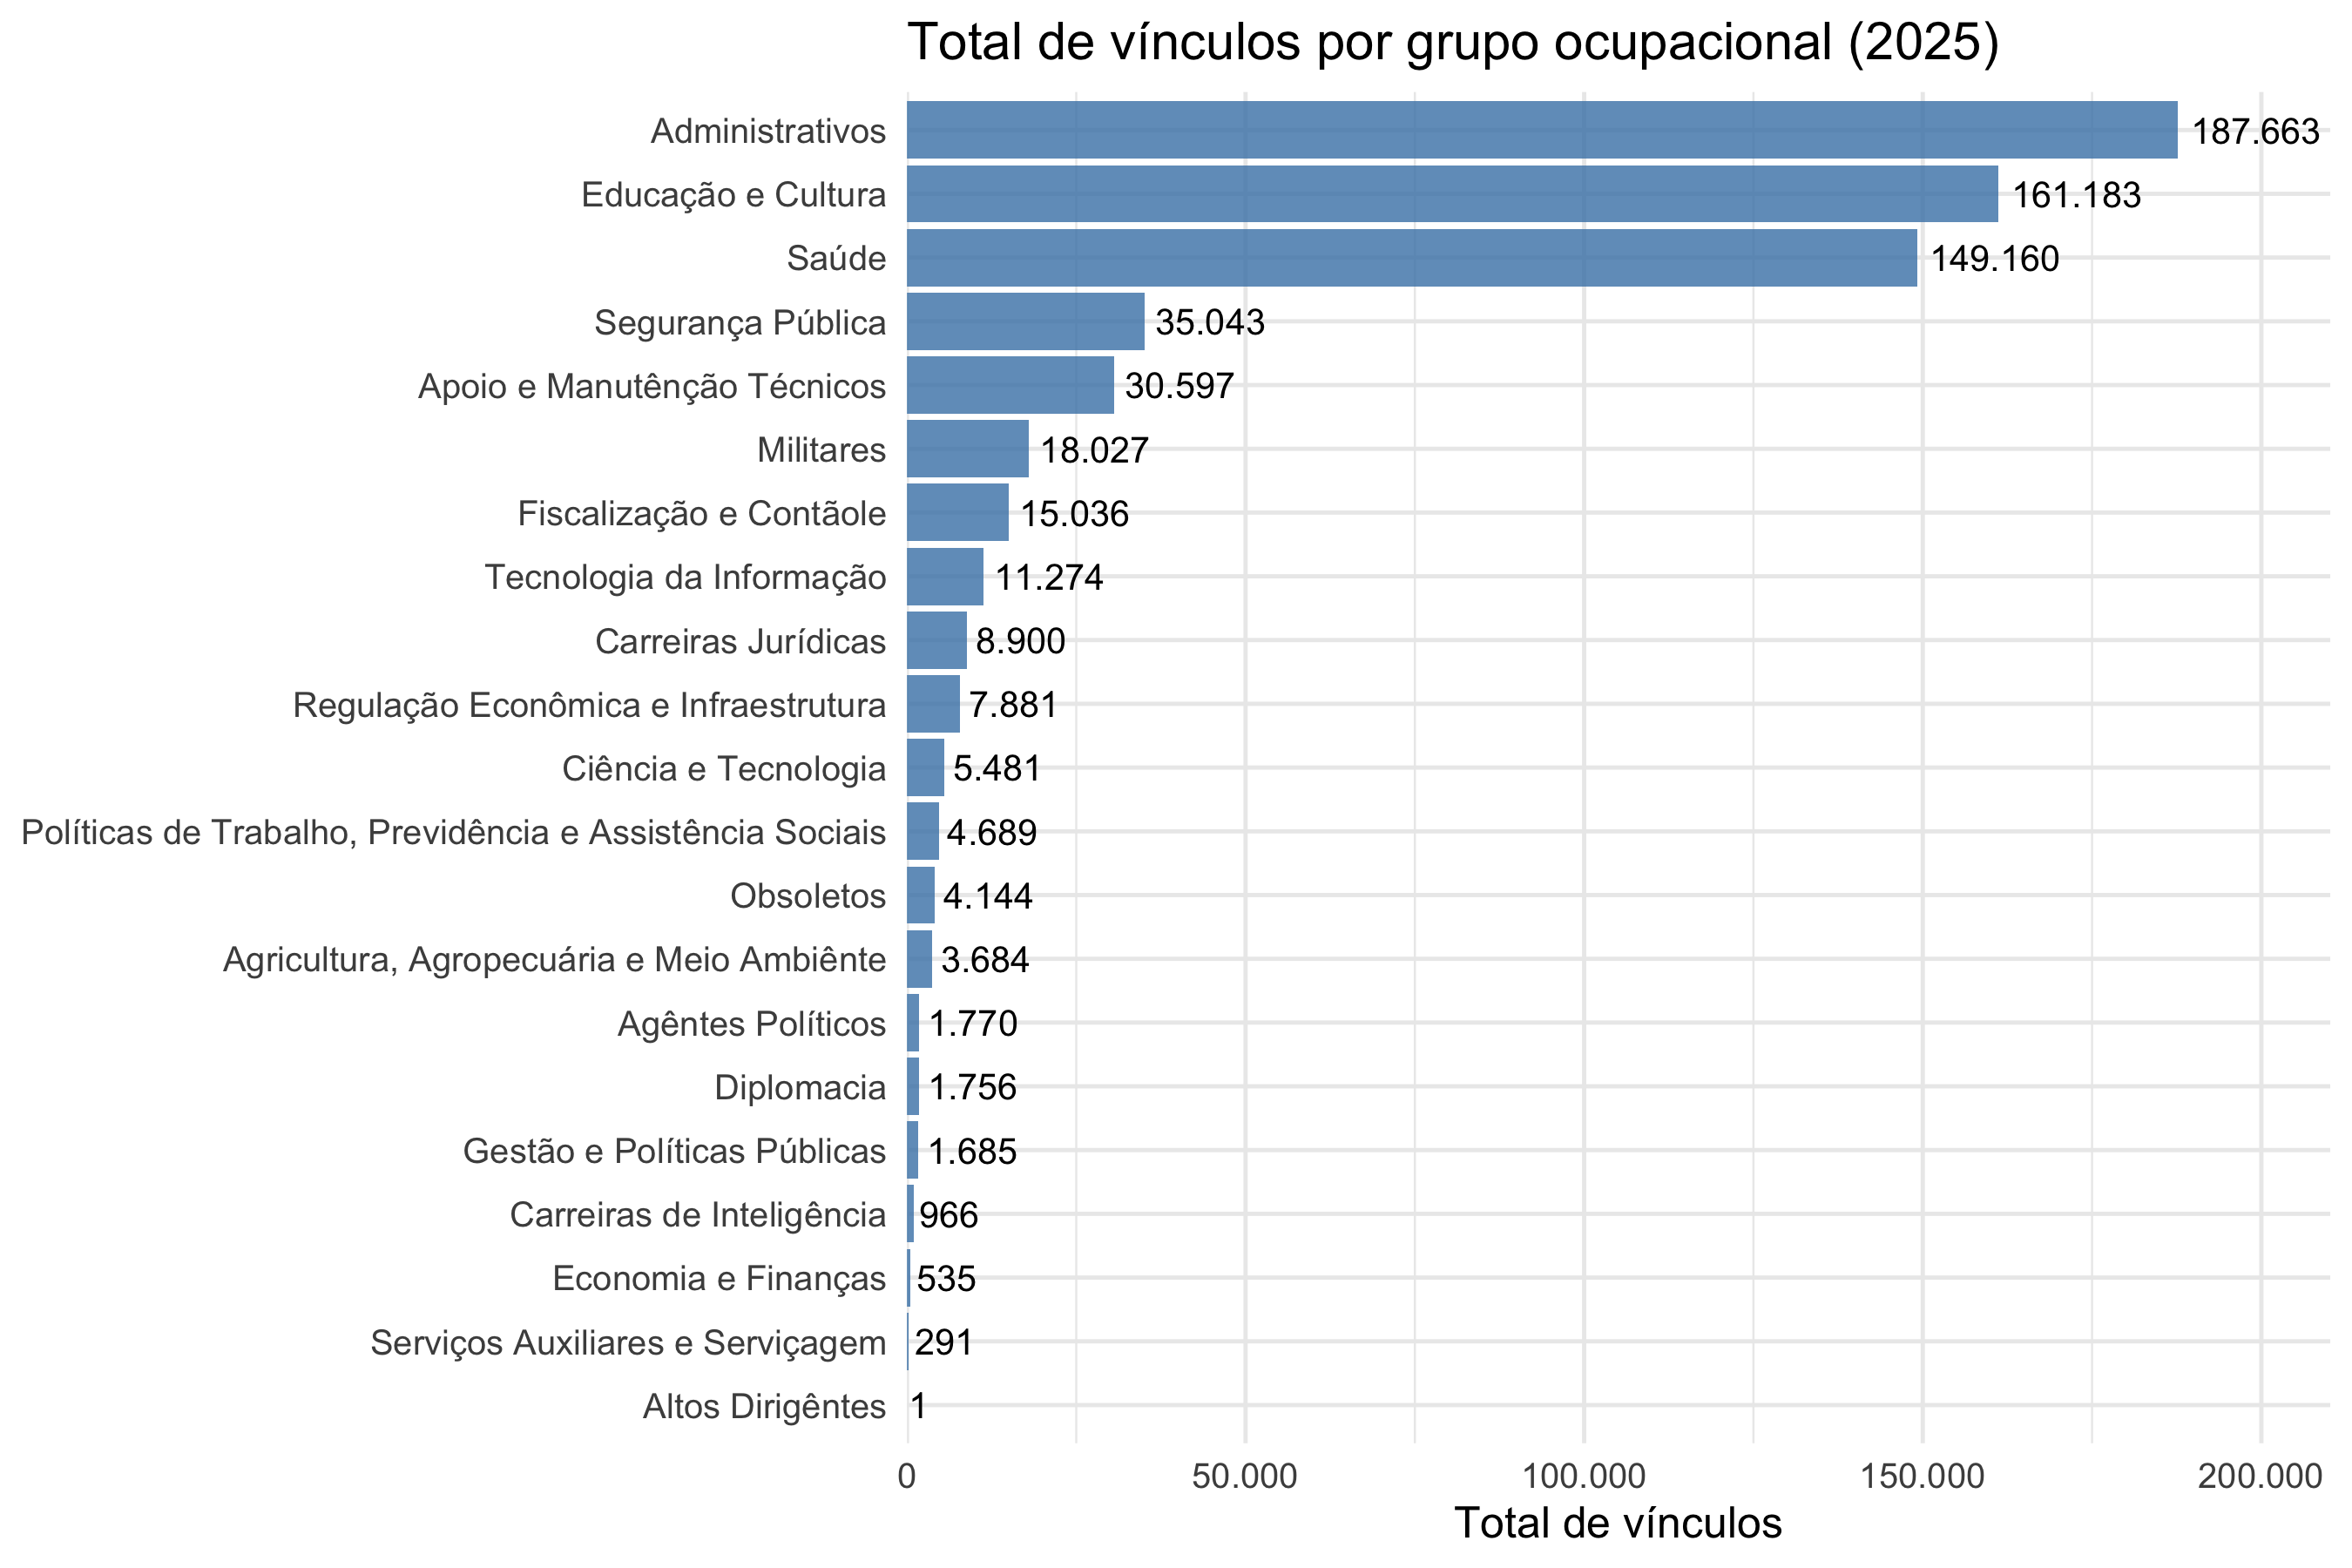 Total de vínculos por grupo ocupacional (2025)
Administrativos 187.663
Educação e Cultura 161.183
Saúde 149.160
Segurança Pública 35.043
Apoio e Manutênção Técnicos 30.597
Militares 18.027
Fiscalização e Contãole 15.036
Tecnologia da Informação 11.274
Carreiras Jurídicas 8.900
Regulação Econômica e Infraestrutura 7.881
Ciência e Tecnologia 5.481
Políticas de Trabalho, Previdência e Assistência Sociais 4.689
Obsoletos 4.144
Agricultura, Agropecuária e Meio Ambiênte 3.684
Agêntes Políticos 1.770
Diplomacia 1.756
Gestão e Políticas Públicas 1.685
Carreiras de Inteligência 966
Economia e Finanças 535
Serviços Auxiliares e Serviçagem 291
Altos Dirigêntes 1
0 50.000 100.000 150.000 200.000
Total de vínculos